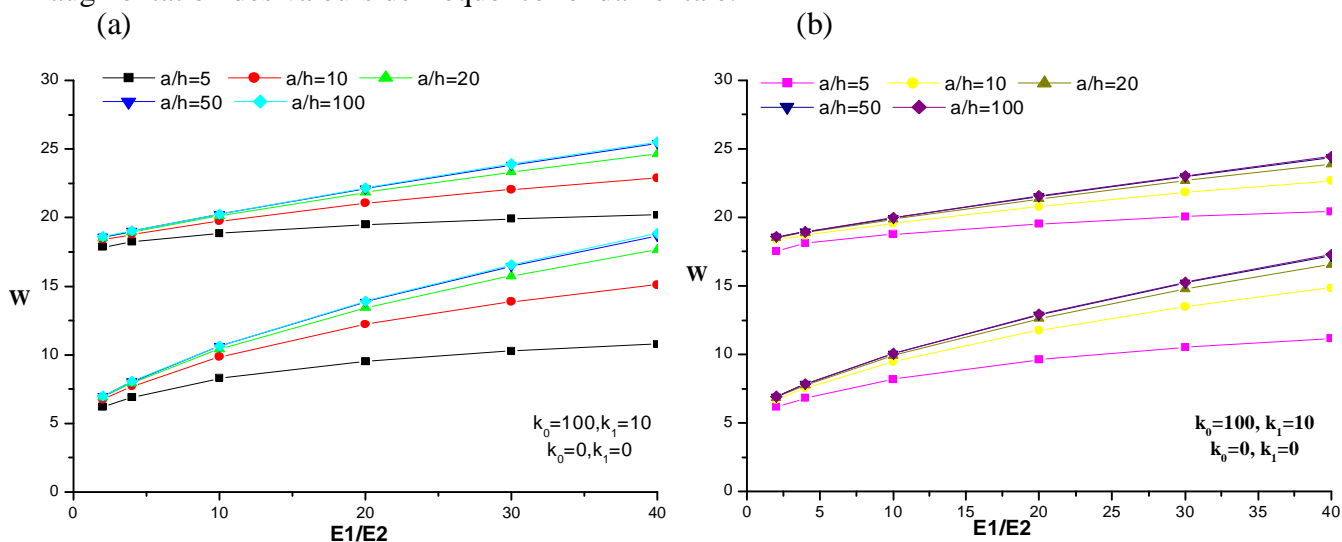 (a) (b)
a/h=5 a/h=10 a/h=20
a/h=50 a/h=100
30
25
20
15
10
5
0
W
k₀=100,k₁=10
k₀=0,k₁=0
0 10 20 30 40
E1/E2
a/h=5 a/h=10 a/h=20
a/h=50 a/h=100
30
25
20
15
10
5
0
W
k₀=100, k₁=10
k₀=0, k₁=0
0 5 10 15 20 25 30 35 40
E1/E2